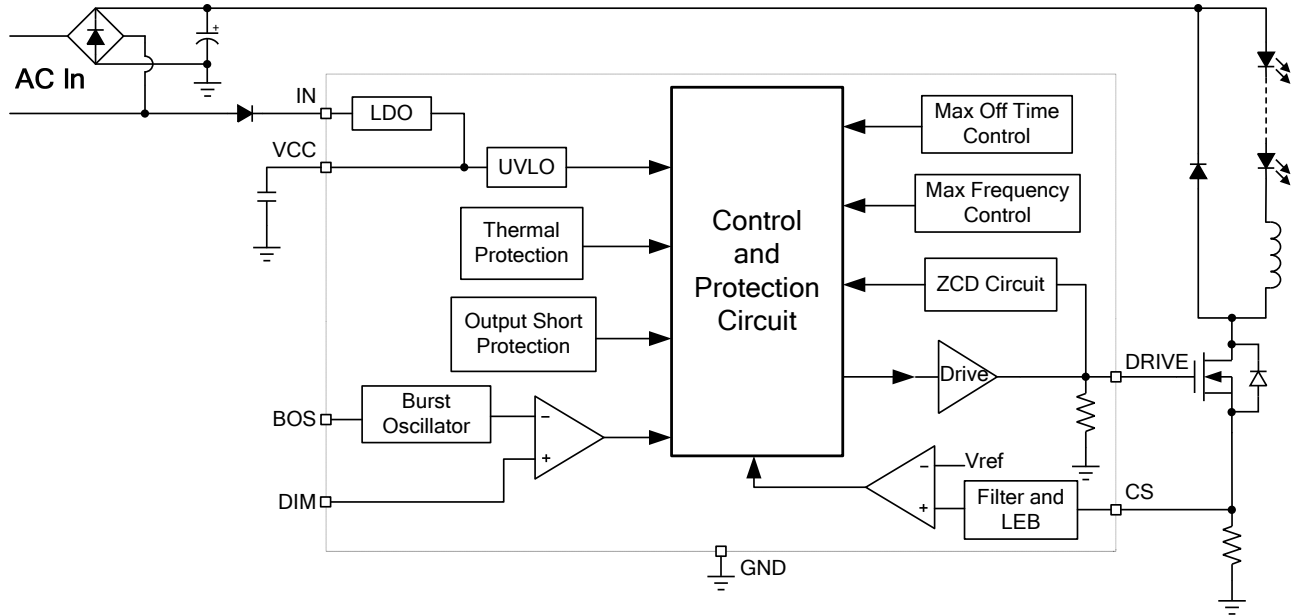 AC In
IN
LDO
VCC
UVLO
Thermal
Protection
Output Short
Protection
BOS
Burst
Oscillator
DIM
Control
and
Protection
Circuit
Max Off Time
Control
Max Frequency
Control
ZCD Circuit
Drive
DRIVE
Vref
Filter and
LEB
CS
GND